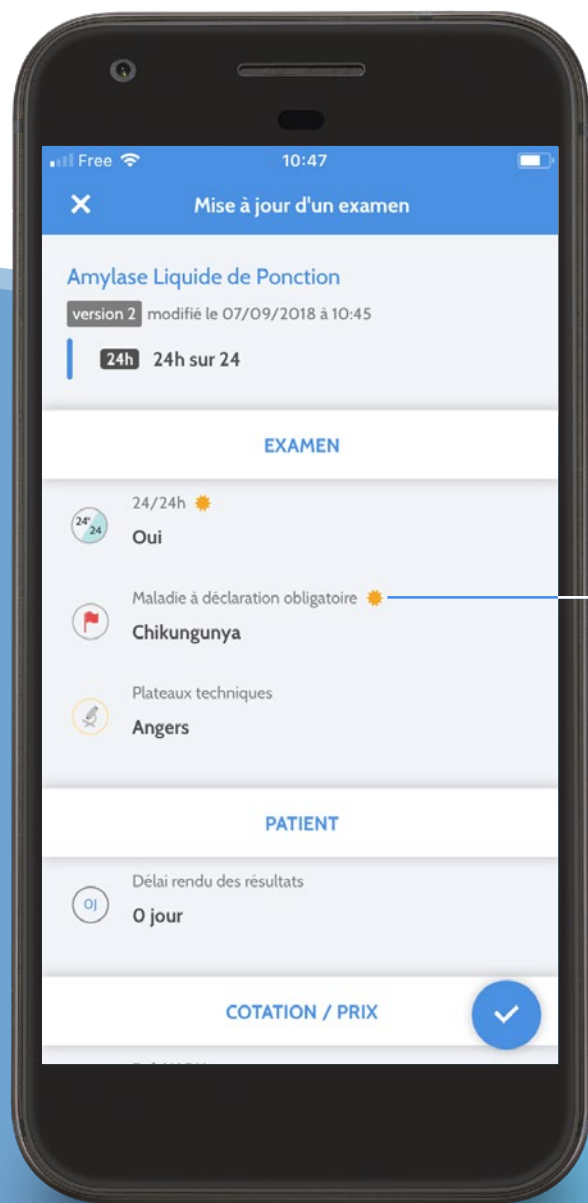 Free
10:47
Mise à jour d'un examen
Amylase Liquide de Ponction
version 2 modifié le 07/09/2018 à 10:45
24h 24h sur 24
EXAMEN
24/24h
24h 24
Oui
Maladie à déclaration obligatoire
Chikungunya
Plateaux techniques
Angers
PATIENT
Délai rendu des résultats
0J
0 jour
COTATION / PRIX